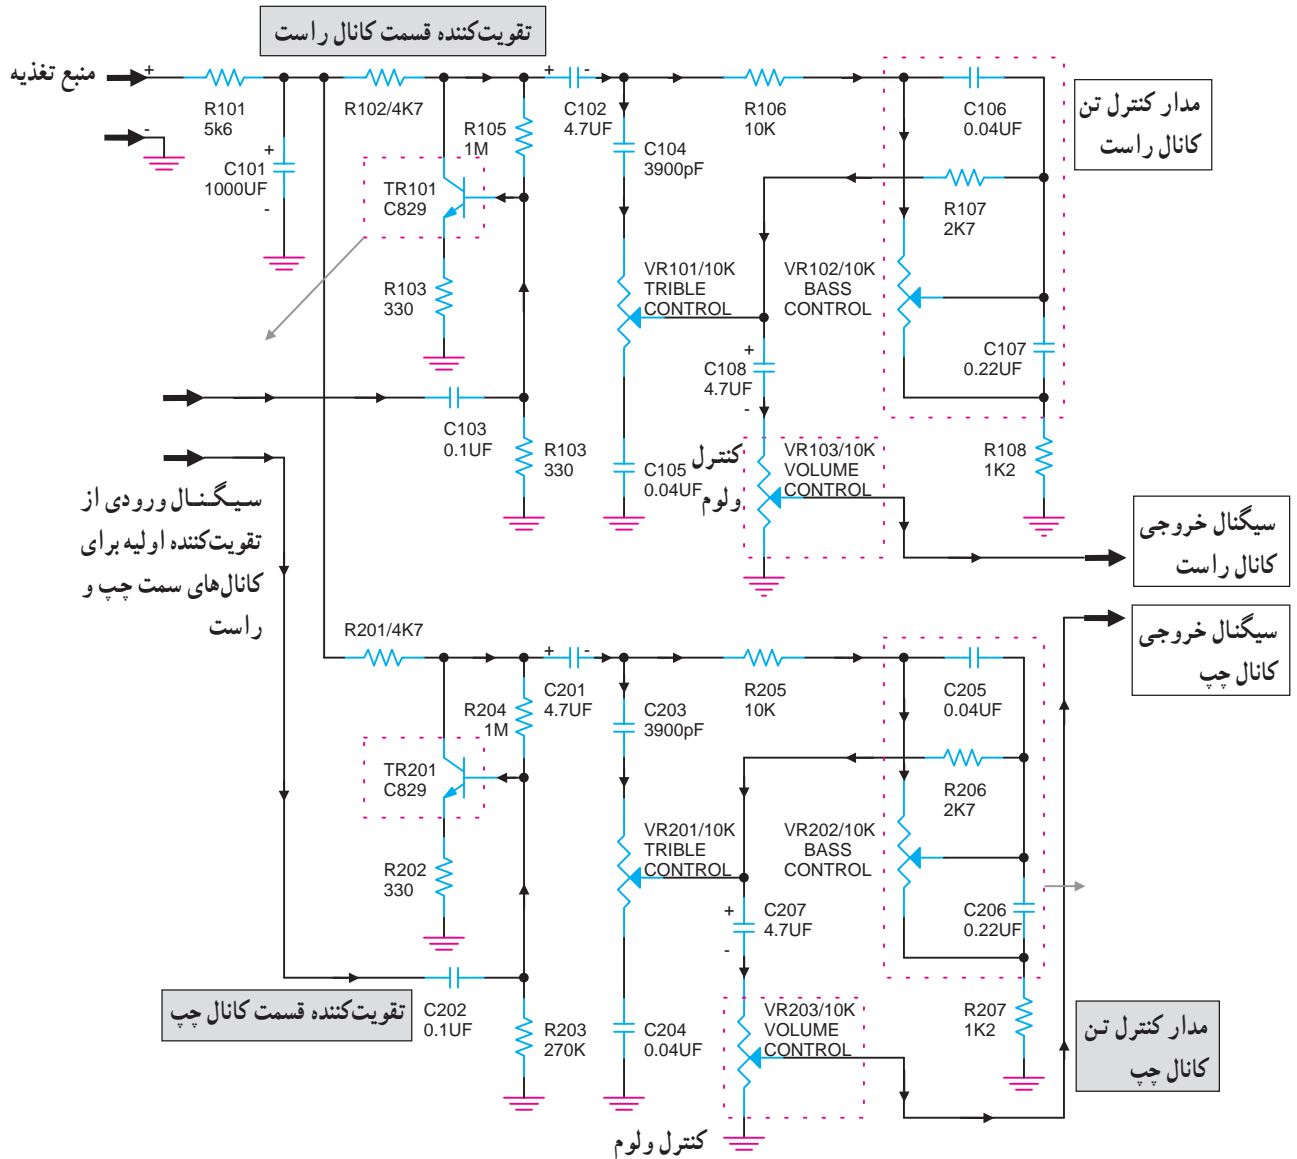 تقویت‌کننده قسمت کانال راست
منبع تغذیه
+
-
R101
5k6
C101
1000UF
+
-
R102/4K7
R105
1M
TR101
C829
R103
330
+ -
C102
4.7UF
C104
3900pF
R106
10K
C106
0.04UF
مدار کنترل تن
کانال راست
R107
2K7
VR101/10K
TRIBLE
CONTROL
VR102/10K
BASS
CONTROL
C107
0.22UF
+
C108
4.7UF
-
C103
0.1UF
R103
330
C105
0.04UF
کنترل
ولوم
VR103/10K
VOLUME
CONTROL
R108
1K2
سیگنال ورودی از
تقویت‌کننده اولیه برای
کانال‌های سمت چپ و
راست
سیگنال خروجی
کانال راست
سیگنال خروجی
کانال چپ
R201/4K7
R204
1M
TR201
C829
R202
330
+ -
C201
4.7UF
C203
3900pF
R205
10K
C205
0.04UF
R206
2K7
VR201/10K
TRIBLE
CONTROL
VR202/10K
BASS
CONTROL
C206
0.22UF
+
C207
4.7UF
-
تقویت‌کننده قسمت کانال چپ
C202
0.1UF
R203
270K
C204
0.04UF
VR203/10K
VOLUME
CONTROL
R207
1K2
مدار کنترل تن
کانال چپ
کنترل ولوم